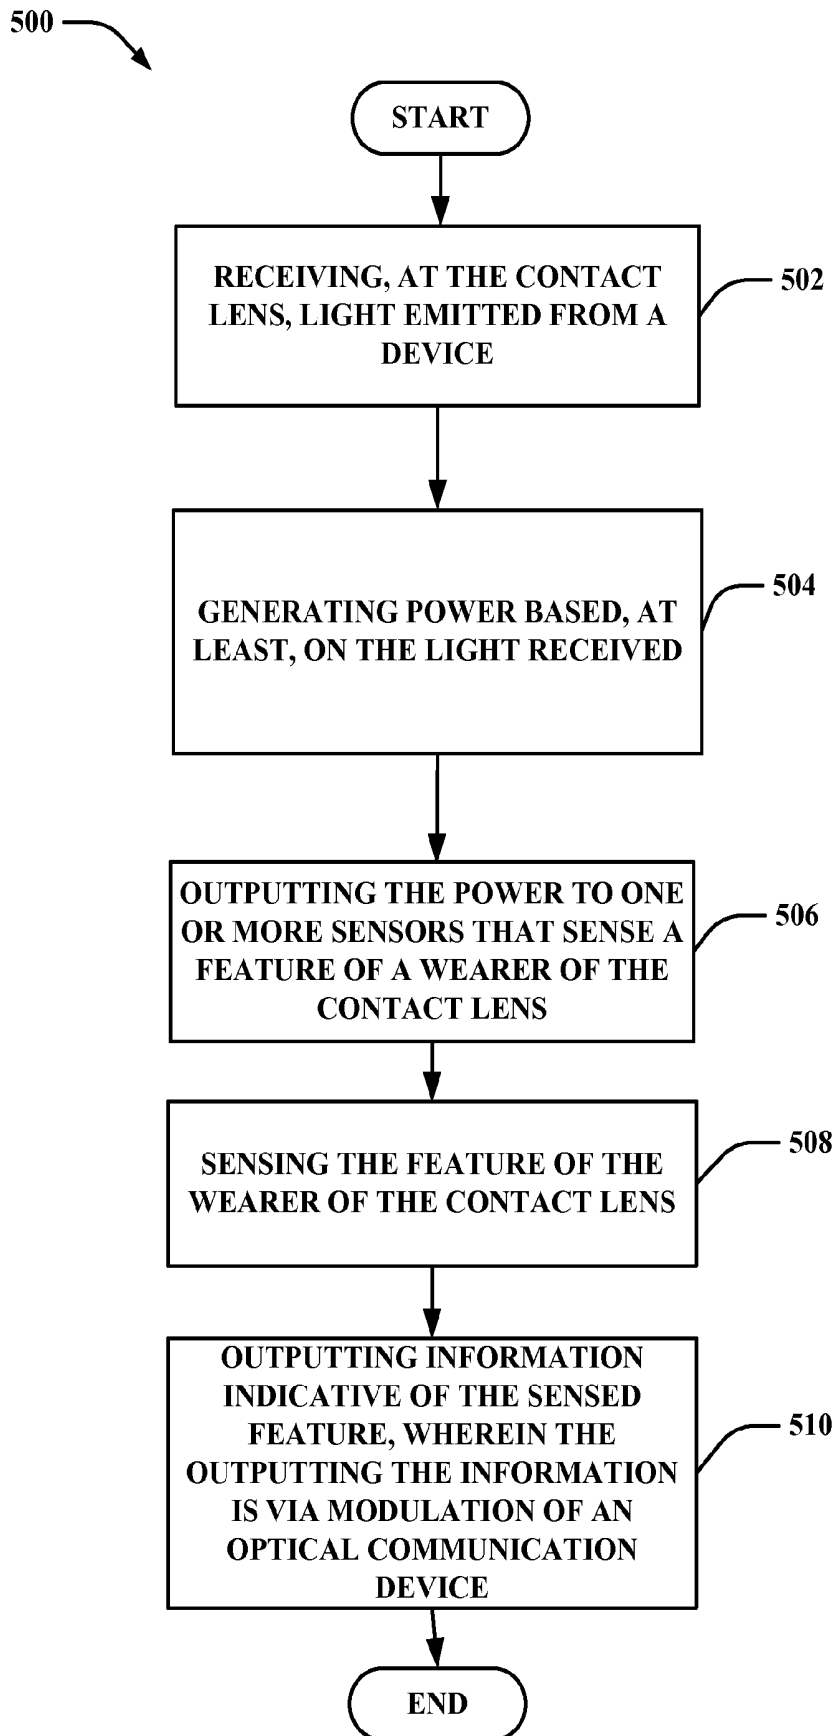 500
START
RECEIVING, AT THE CONTACT
LENS, LIGHT EMITTED FROM A
DEVICE
502
GENERATING POWER BASED, AT
LEAST, ON THE LIGHT RECEIVED
504
OUTPUTTING THE POWER TO ONE
OR MORE SENSORS THAT SENSE A
FEATURE OF A WEARER OF THE
CONTACT LENS
506
SENSING THE FEATURE OF THE
WEARER OF THE CONTACT LENS
508
OUTPUTTING INFORMATION
INDICATIVE OF THE SENSED
FEATURE, WHEREIN THE
OUTPUTTING THE INFORMATION
IS VIA MODULATION OF AN
OPTICAL COMMUNICATION
DEVICE
510
END